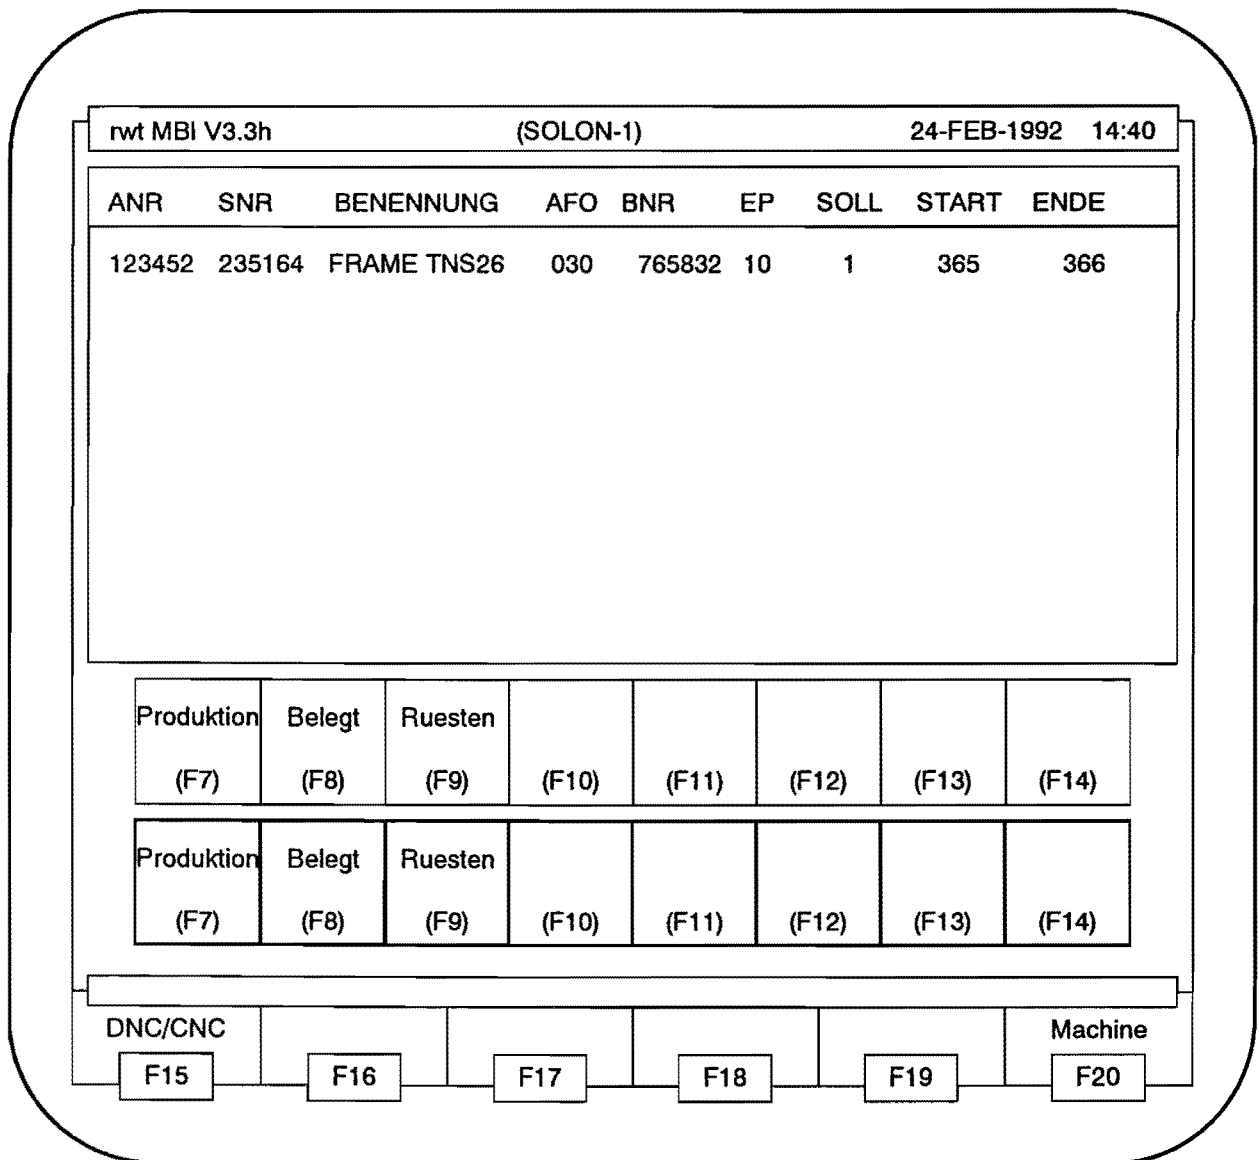 rwt MBI V3.3h (SOLON-1) 24-FEB-1992 14:40
ANR SNR BENENNUNG AFO BNR EP SOLL START ENDE
123452 235164 FRAME TNS26 030 765832 10 1 365 366
Produktion Belegt Ruesten
(F7) (F8) (F9) (F10) (F11) (F12) (F13) (F14)
Produktion Belegt Ruesten
(F7) (F8) (F9) (F10) (F11) (F12) (F13) (F14)
DNC/CNC Machine
F15 F16 F17 F18 F19 F20